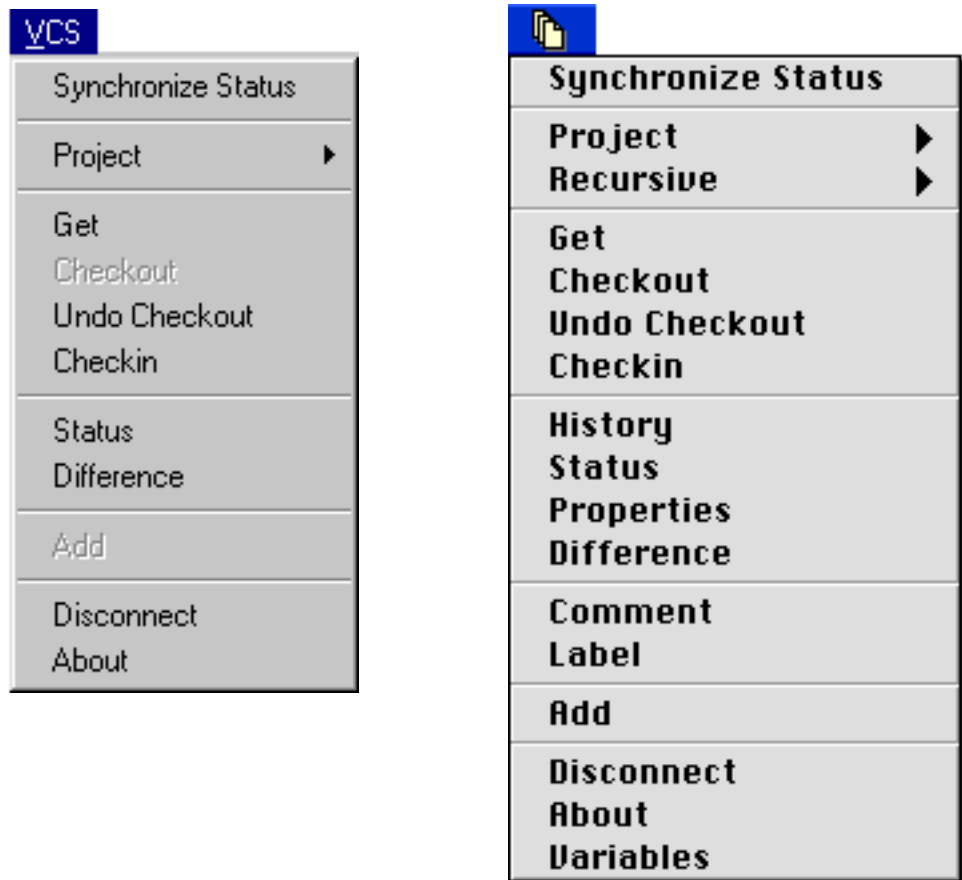 VCS
Synchronize Status
Project
Get
Checkout
Undo Checkout
Checkin
Status
Difference
Add
Disconnect
About
Synchronize Status
Project
Recursive
Get
Checkout
Undo Checkout
Checkin
History
Status
Properties
Difference
Comment
Label
Add
Disconnect
About
Variables